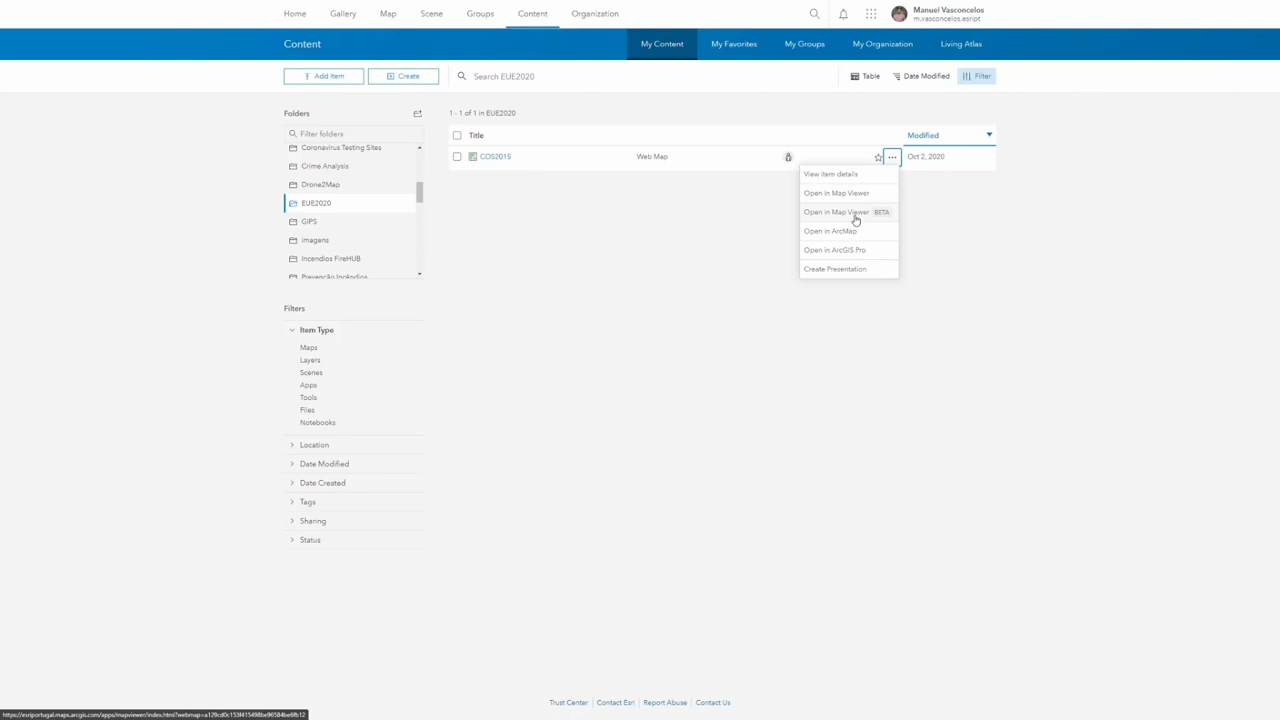 Home Gallery Map Scene Groups Content Organization
Manuel Vasconcelos
m.vasconcelos.esript
Content My Content My Favorites My Groups My Organization Living Atlas
Add Item Create Search EUE2020 Table Date Modified Filter
Folders 1 - 1 of 1 in EUE2020
Filter folders
Title Modified
Coronavirus Testing Sites
COS2015 Web Map Oct 2, 2020
Crime Analysis
View item details
Drone2Map
Open in Map Viewer
EUE2020
Open in Map Viewer BETA
GIPS
Open in ArcMap
imagens
Open in ArcGIS Pro
Incendios FireHUB
Create Presentation
Prevenção Incêndios
Filters
Item Type
Maps
Layers
Scenes
Apps
Tools
Files
Notebooks
Location
Date Modified
Date Created
Tags
Sharing
Status
Trust Center Contact Esri Report Abuse Contact Us